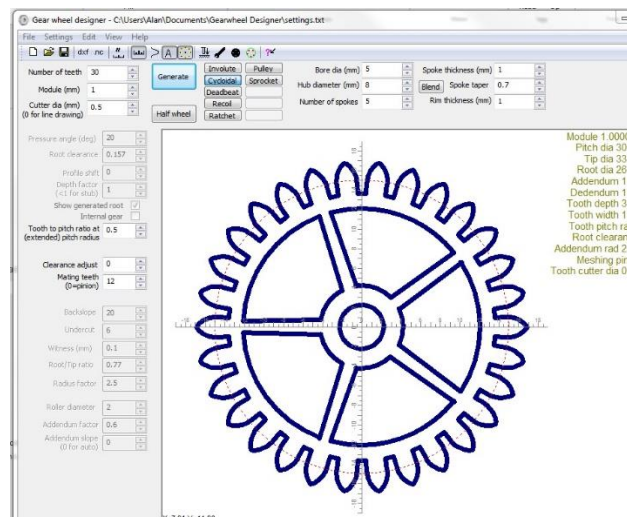 Gear wheel designer - C:\Users\Alan\Documents\Gearwheel Designer\settings.txt
File Settings Edit View Help
dxf .nc
Number of teeth 30
Module (mm) 1
Cutter dia (mm) 0.5
(0 for line drawing)
Generate
Half wheel
Involute Pulley
Cycloidal Sprocket
Deadbeat
Recoil
Ratchet
Bore dia (mm) 5
Hub diameter (mm) 8
Number of spokes 5
Spoke thickness (mm) 1
Blend Spoke taper 0.7
Rim thickness (mm) 1
Pressure angle (deg) 20
Root clearance 0.157
Profile shift 0
Depth factor 1
(<1 for stub)
Show generated root
Internal gear
Tooth to pitch ratio at 0.5
(extended) pitch radius
Clearance adjust 0
Mating teeth 12
(0=pinion)
Backslope 20
Undercut 6
Witness (mm) 0.1
Root/Tip ratio 0.77
Radius factor 2.5
Roller diameter 2
Addendum factor 0.6
Addendum slope 0
(0 for auto)
Module 1.0000
Pitch dia 30
Tip dia 33
Root dia 26
Addendum 1
Dedendum 1
Tooth depth 3
Tooth width 1
Tooth pitch ra
Root clearan
Addendum rad 2
Meshing pin
Tooth cutter dia 0